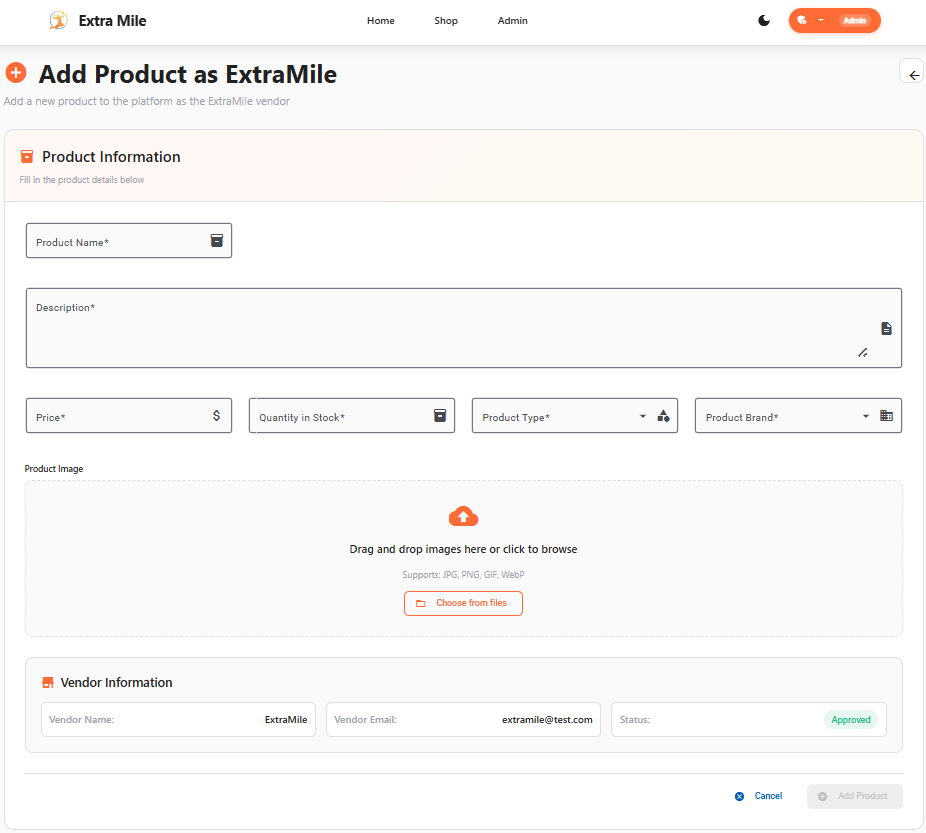 Extra Mile
Home Shop Admin
Admin
Add Product as ExtraMile
Add a new product to the platform as the ExtraMile vendor
Product Information
Fill in the product details below
Product Name*
Description*
Price*
$
Quantity in Stock*
Product Type*
Product Brand*
Product Image
Drag and drop images here or click to browse
Supports: JPG, PNG, GIF, WebP
Choose from files
Vendor Information
Vendor Name: ExtraMile
Vendor Email: extramile@test.com
Status: Approved
Cancel
Add Product